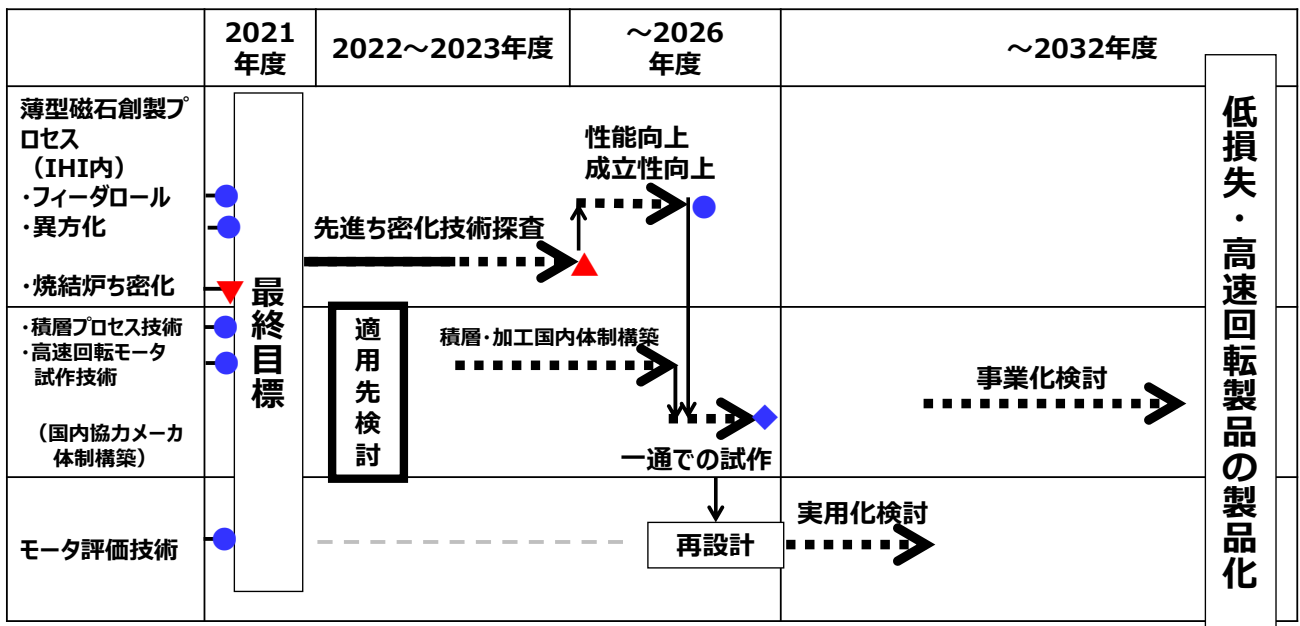 2021
年度
2022～2023年度
～2026
年度
～2032年度
薄型磁石創製プ
ロセス
（IHI内）
・フィーダロール
・異方化
・焼結炉ち密化
最終目標
先進ち密化技術探査
性能向上
成立性向上
・積層プロセス技術
・高速回転モータ
試作技術
（国内協力メーカ
体制構築）
適用先検討
積層・加工国内体制構築
一通での試作
事業化検討
モータ評価技術
再設計
実用化検討
低損失・高速回転製品の製品化